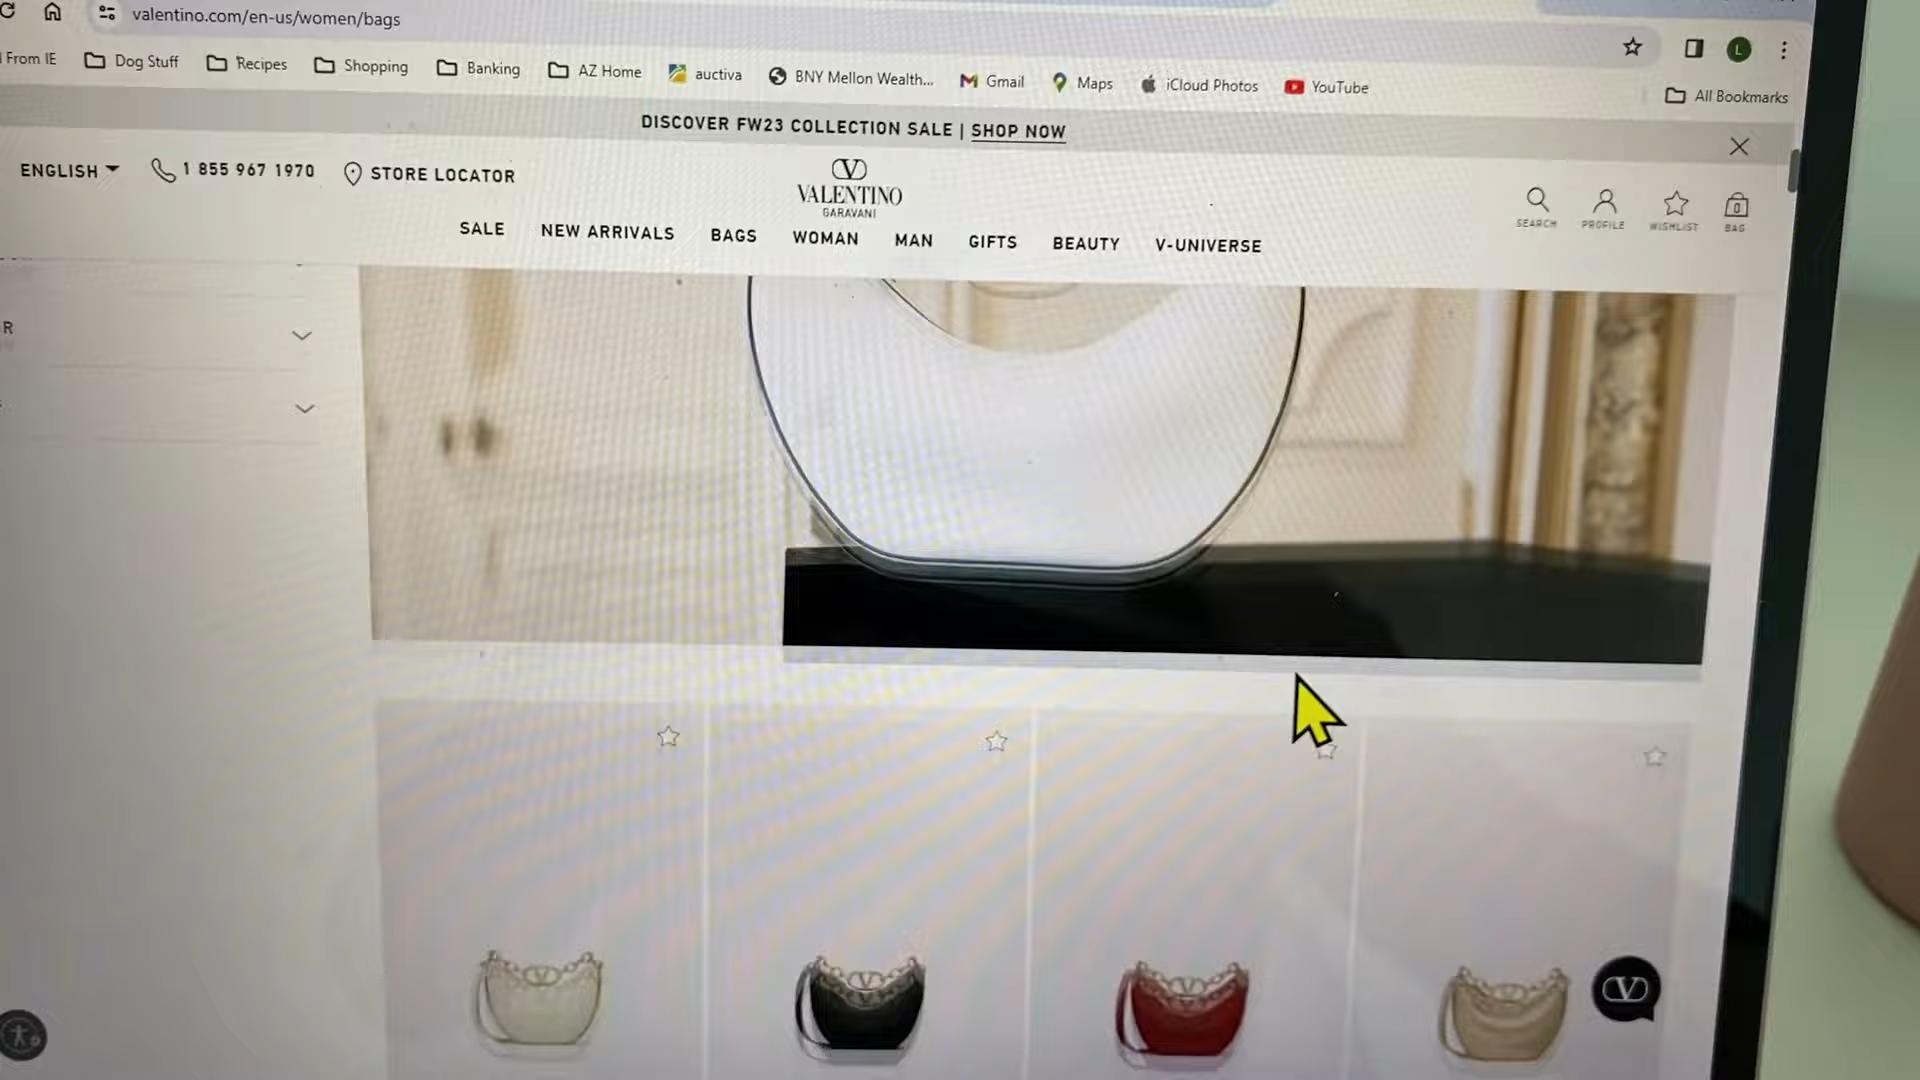 valentino.com/en-us/women/bags
From IE Dog Stuff Recipes Shopping Banking AZ Home auctiva BNY Mellon Wealth... Gmail Maps iCloud Photos YouTube
All Bookmarks
L
DISCOVER FW23 COLLECTION SALE | SHOP NOW
ENGLISH 1 855 967 1970 STORE LOCATOR
V
VALENTINO
GARAVANI
SEARCH PROFILE WISHLIST BAG
0
SALE NEW ARRIVALS BAGS WOMAN MAN GIFTS BEAUTY V-UNIVERSE
R
V